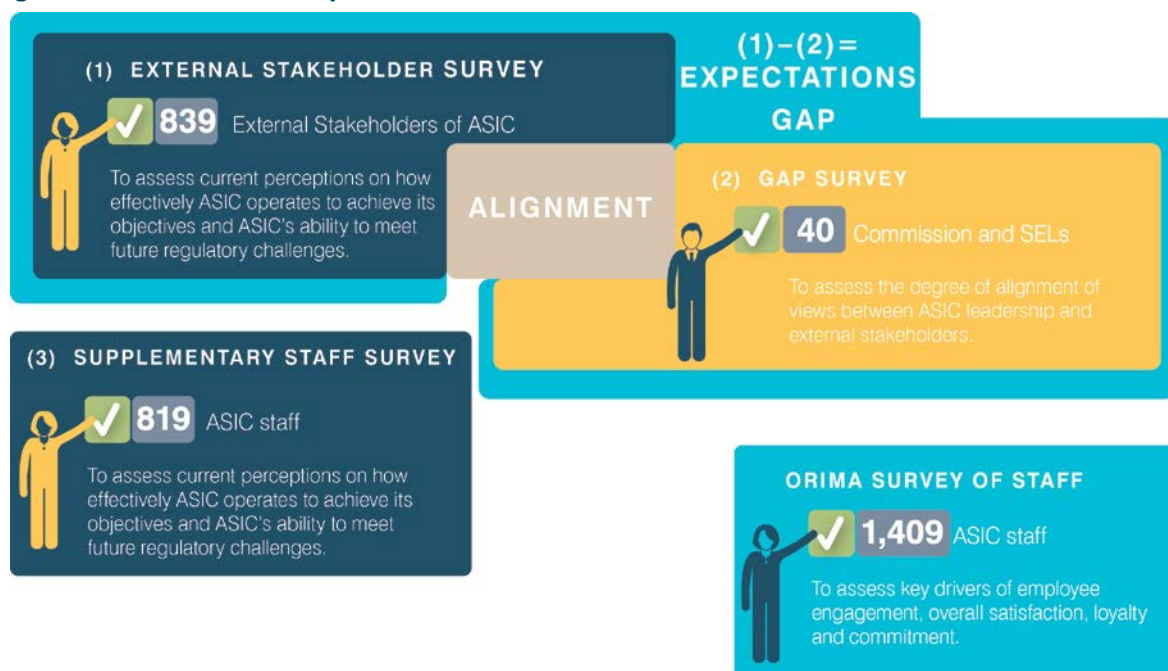 (1) EXTERNAL STAKEHOLDER SURVEY
839 External Stakeholders of ASIC
To assess current perceptions on how
effectively ASIC operates to achieve its
objectives and ASIC's ability to meet
future regulatory challenges.
(1)–(2)=
EXPECTATIONS
GAP
ALIGNMENT
(2) GAP SURVEY
40 Commission and SELs
To assess the degree of alignment of
views between ASIC leadership and
external stakeholders.
(3) SUPPLEMENTARY STAFF SURVEY
819 ASIC staff
To assess current perceptions on how
effectively ASIC operates to achieve its
objectives and ASIC's ability to meet
future regulatory challenges.
ORIMA SURVEY OF STAFF
1,409 ASIC staff
To assess key drivers of employee
engagement, overall satisfaction, loyalty
and commitment.